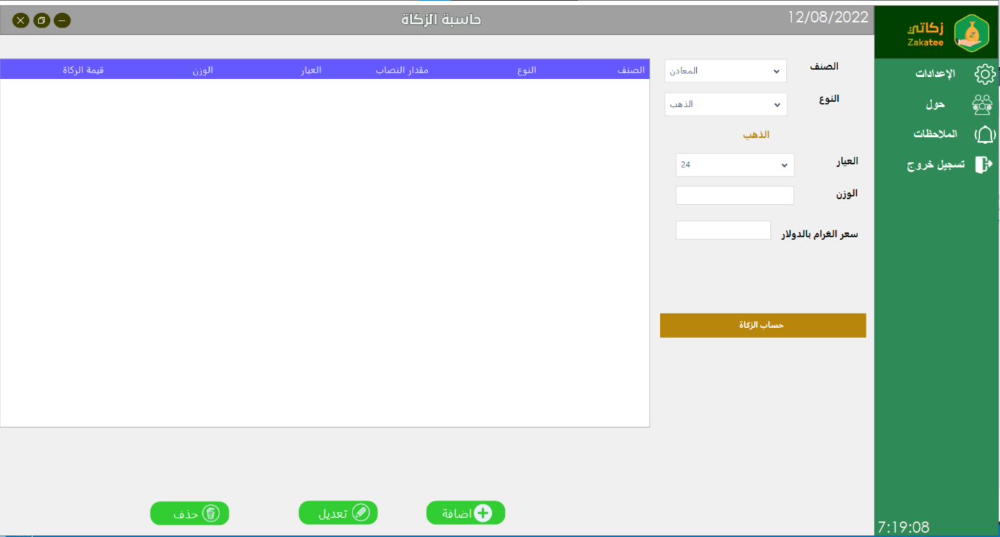 زكاتي
Zakatee
12/08/2022
حاسبة الزكاة
الإعدادات
حول
الملاحظات
تسجيل خروج
7:19:08
الصنف
المعادن
النوع
الذهب
الذهب
العيار
24
الوزن
سعر الغرام بالدولار
حساب الزكاة
الصنف النوع مقدار النصاب العيار الوزن قيمة الزكاة
اضافة
تعديل
حذف